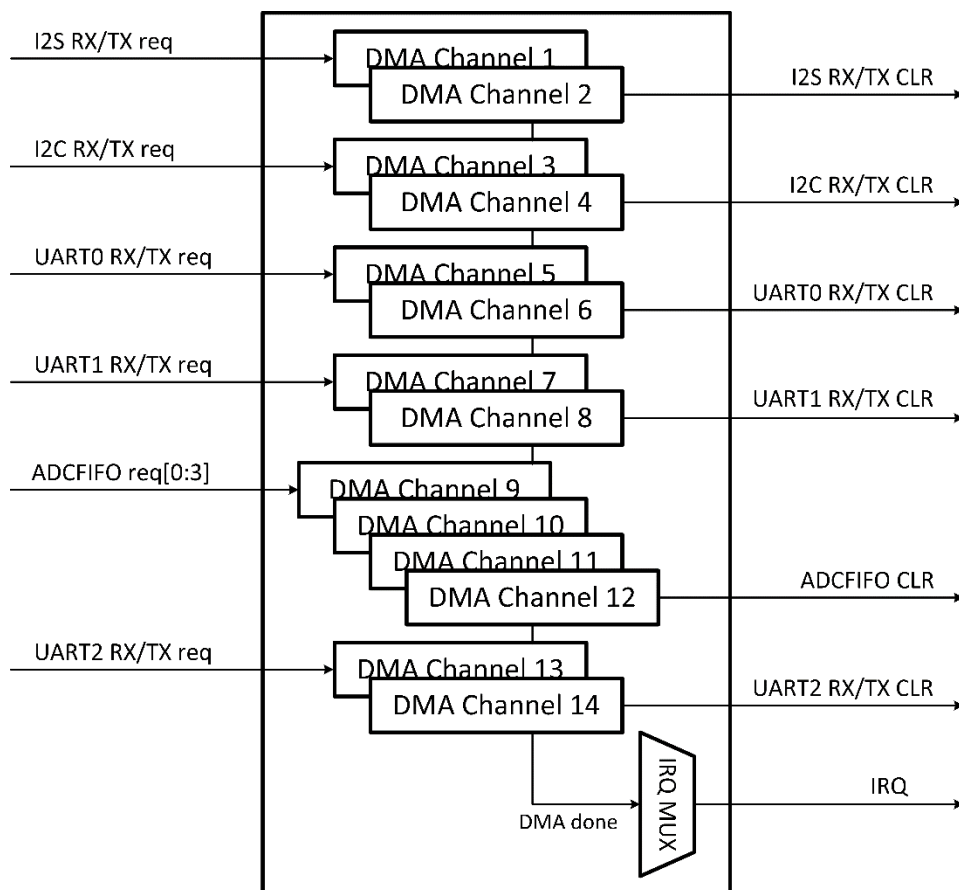 I2S RX/TX req
DMA Channel 1
DMA Channel 2
I2S RX/TX CLR
I2C RX/TX req
DMA Channel 3
DMA Channel 4
I2C RX/TX CLR
UART0 RX/TX req
DMA Channel 5
DMA Channel 6
UART0 RX/TX CLR
UART1 RX/TX req
DMA Channel 7
DMA Channel 8
UART1 RX/TX CLR
ADCFIFO req[0:3]
DMA Channel 9
DMA Channel 10
DMA Channel 11
DMA Channel 12
ADCFIFO CLR
UART2 RX/TX req
DMA Channel 13
DMA Channel 14
UART2 RX/TX CLR
IRQ MUX
IRQ
DMA done